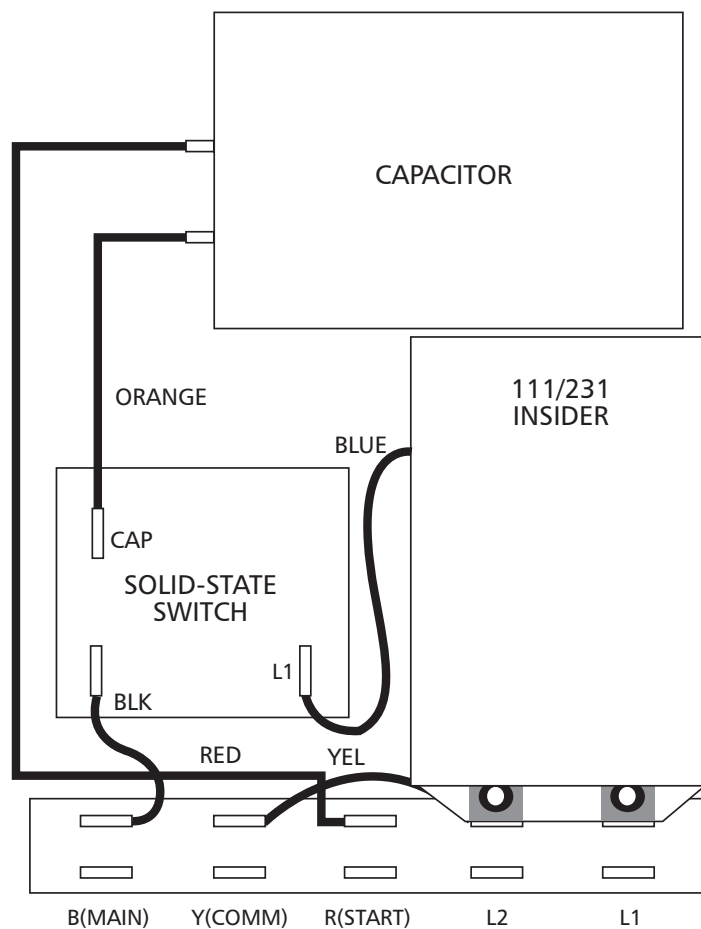 CAPACITOR
111/231
INSIDER
ORANGE
BLUE
CAP
SOLID-STATE
SWITCH
L1
BLK
RED
YEL
B(MAIN)
Y(COMM)
R(START)
L2
L1